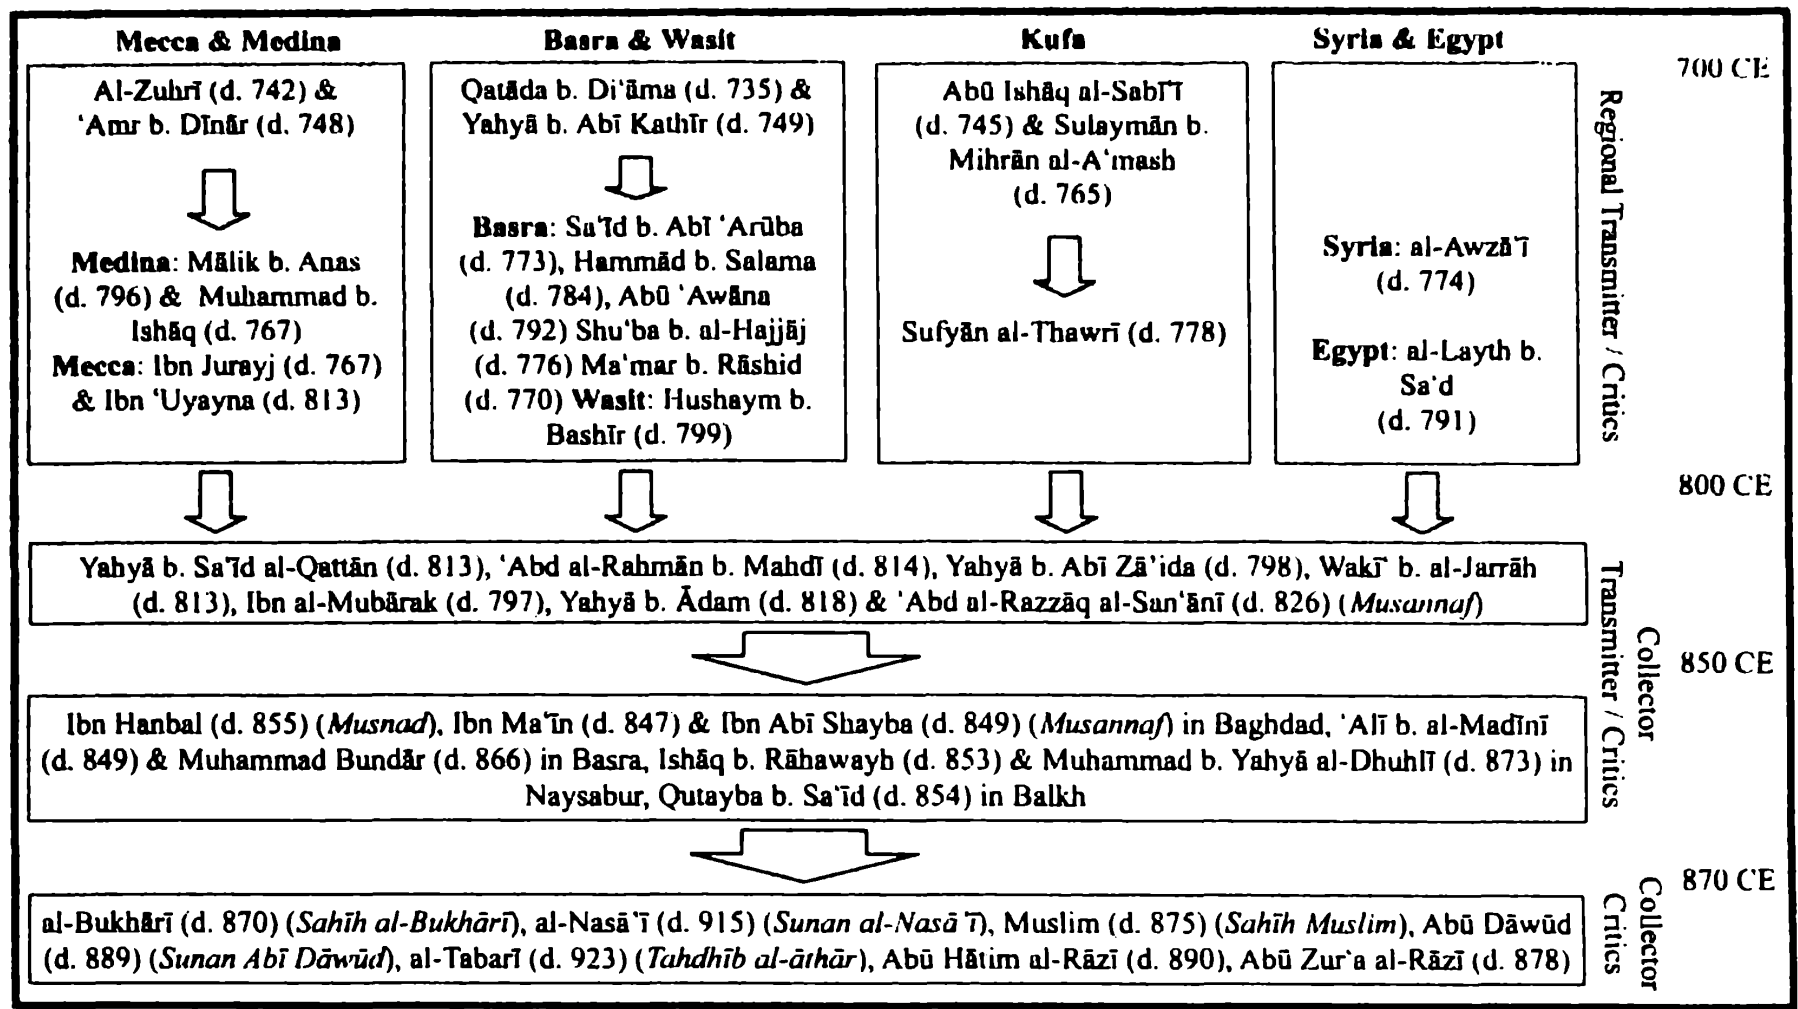 Mecca & Medina
Al-Zuhrī (d. 742) &
ʿAmr b. Dīnār (d. 748)
Medina: Mālik b. Anas
(d. 796) & Muhammad b.
Ishāq (d. 767)
Mecca: Ibn Jurayj (d. 767)
& Ibn ʿUyayna (d. 813)
Basra & Wasit
Qatāda b. Diʿāma (d. 735) &
Yahyā b. Abī Kathīr (d. 749)
Basra: Saʿīd b. Abī ʿArūba
(d. 773), Hammād b. Salama
(d. 784), Abū ʿAwāna
(d. 792) Shuʿba b. al-Hajjāj
(d. 776) Maʿmar b. Rāshid
(d. 770) Wasit: Hushaym b.
Bashīr (d. 799)
Kufa
Abū Ishāq al-Sabīʿī
(d. 745) & Sulaymān b.
Mihrān al-Aʿmash
(d. 765)
Sufyān al-Thawrī (d. 778)
Syria & Egypt
Syria: al-Awzāʿī
(d. 774)
Egypt: al-Layth b.
Saʿd
(d. 791)
Regional Transmitter / Critics
700 CE
800 CE
Yahyā b. Saʿīd al-Qattān (d. 813), ʿAbd al-Rahmān b. Mahdī (d. 814), Yahyā b. Abī Zāʾida (d. 798), Wakīʿ b. al-Jarrāh
(d. 813), Ibn al-Mubārak (d. 797), Yahyā b. Ādam (d. 818) & ʿAbd al-Razzāq al-Sanʿānī (d. 826) (Musannaf)
Transmitter / Critics
Collector
850 CE
Ibn Hanbal (d. 855) (Musnad), Ibn Maʿīn (d. 847) & Ibn Abī Shayba (d. 849) (Musannaf) in Baghdad, ʿAlī b. al-Madīnī
(d. 849) & Muhammad Bundār (d. 866) in Basra, Ishāq b. Rāhawayh (d. 853) & Muhammad b. Yahyā al-Dhuhlī (d. 873) in
Naysabur, Qutayba b. Saʿīd (d. 854) in Balkh
870 CE
al-Bukhārī (d. 870) (Sahīh al-Bukhārī), al-Nasāʾī (d. 915) (Sunan al-Nasāʾī), Muslim (d. 875) (Sahīh Muslim), Abū Dāwūd
(d. 889) (Sunan Abī Dāwūd), al-Tabarī (d. 923) (Tahdhīb al-āthār), Abū Hātim al-Rāzī (d. 890), Abū Zurʿa al-Rāzī (d. 878)
Critics
Collector